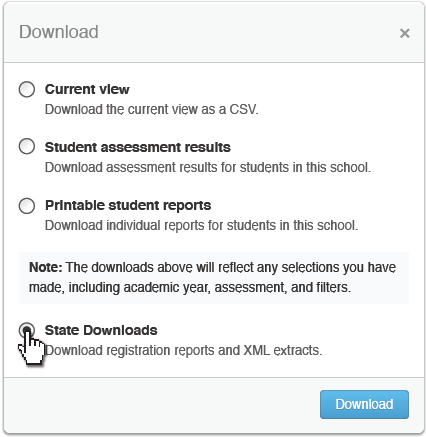 Download
×
Current view
Download the current view as a CSV.
Student assessment results
Download assessment results for students in this school.
Printable student reports
Download individual reports for students in this school.
Note: The downloads above will reflect any selections you have
made, including academic year, assessment, and filters.
State Downloads
Download registration reports and XML extracts.
Download